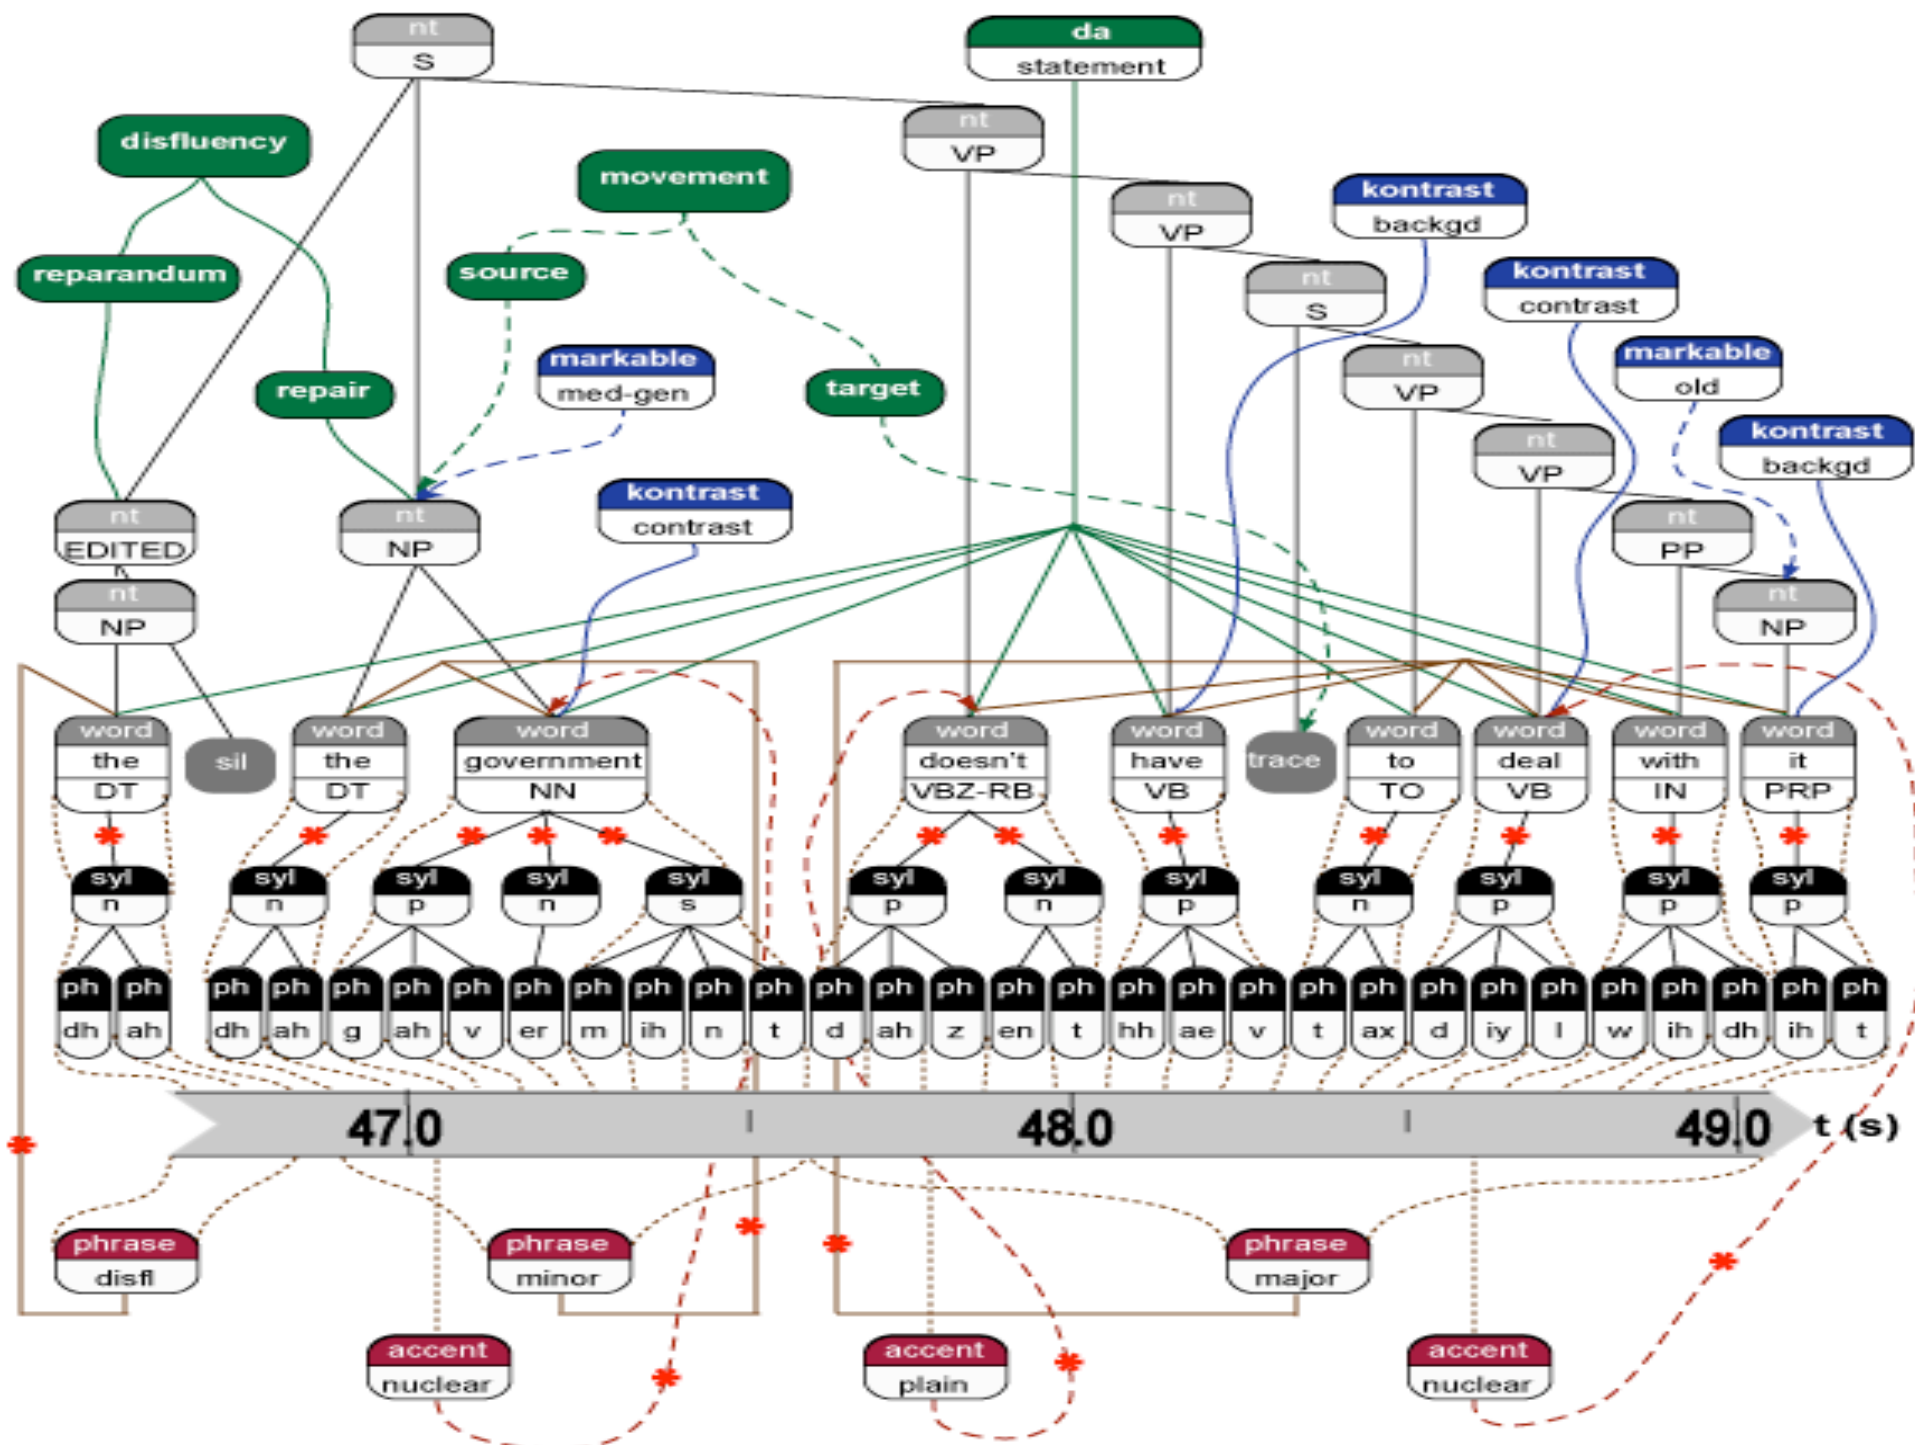 nt
S
da
statement
disfluency
nt
VP
movement
kontrast
backgd
nt
VP
reparandum
source
nt
S
kontrast
contrast
markable
med-gen
repair
target
nt
VP
markable
old
kontrast
backgd
nt
VP
kontrast
contrast
nt
EDITED
nt
NP
nt
PP
nt
NP
nt
NP
word word word word word word word word word
the sil the government doesn't have trace to deal with it
DT DT NN VBZ-RB VB TO VB IN PRP
syl syl syl syl syl syl syl syl syl syl syl syl
n n p n s p n p n p p p
ph ph ph ph ph ph ph ph ph ph ph ph ph ph ph ph ph ph ph ph ph ph ph ph ph ph ph ph ph ph
dh ah dh ah g ah v er m ih n t d ah z en t hh ae v t ax d iy l w ih dh ih t
47.0 48.0 49.0 t (s)
phrase phrase phrase
disfl minor major
accent accent accent
nuclear plain nuclear